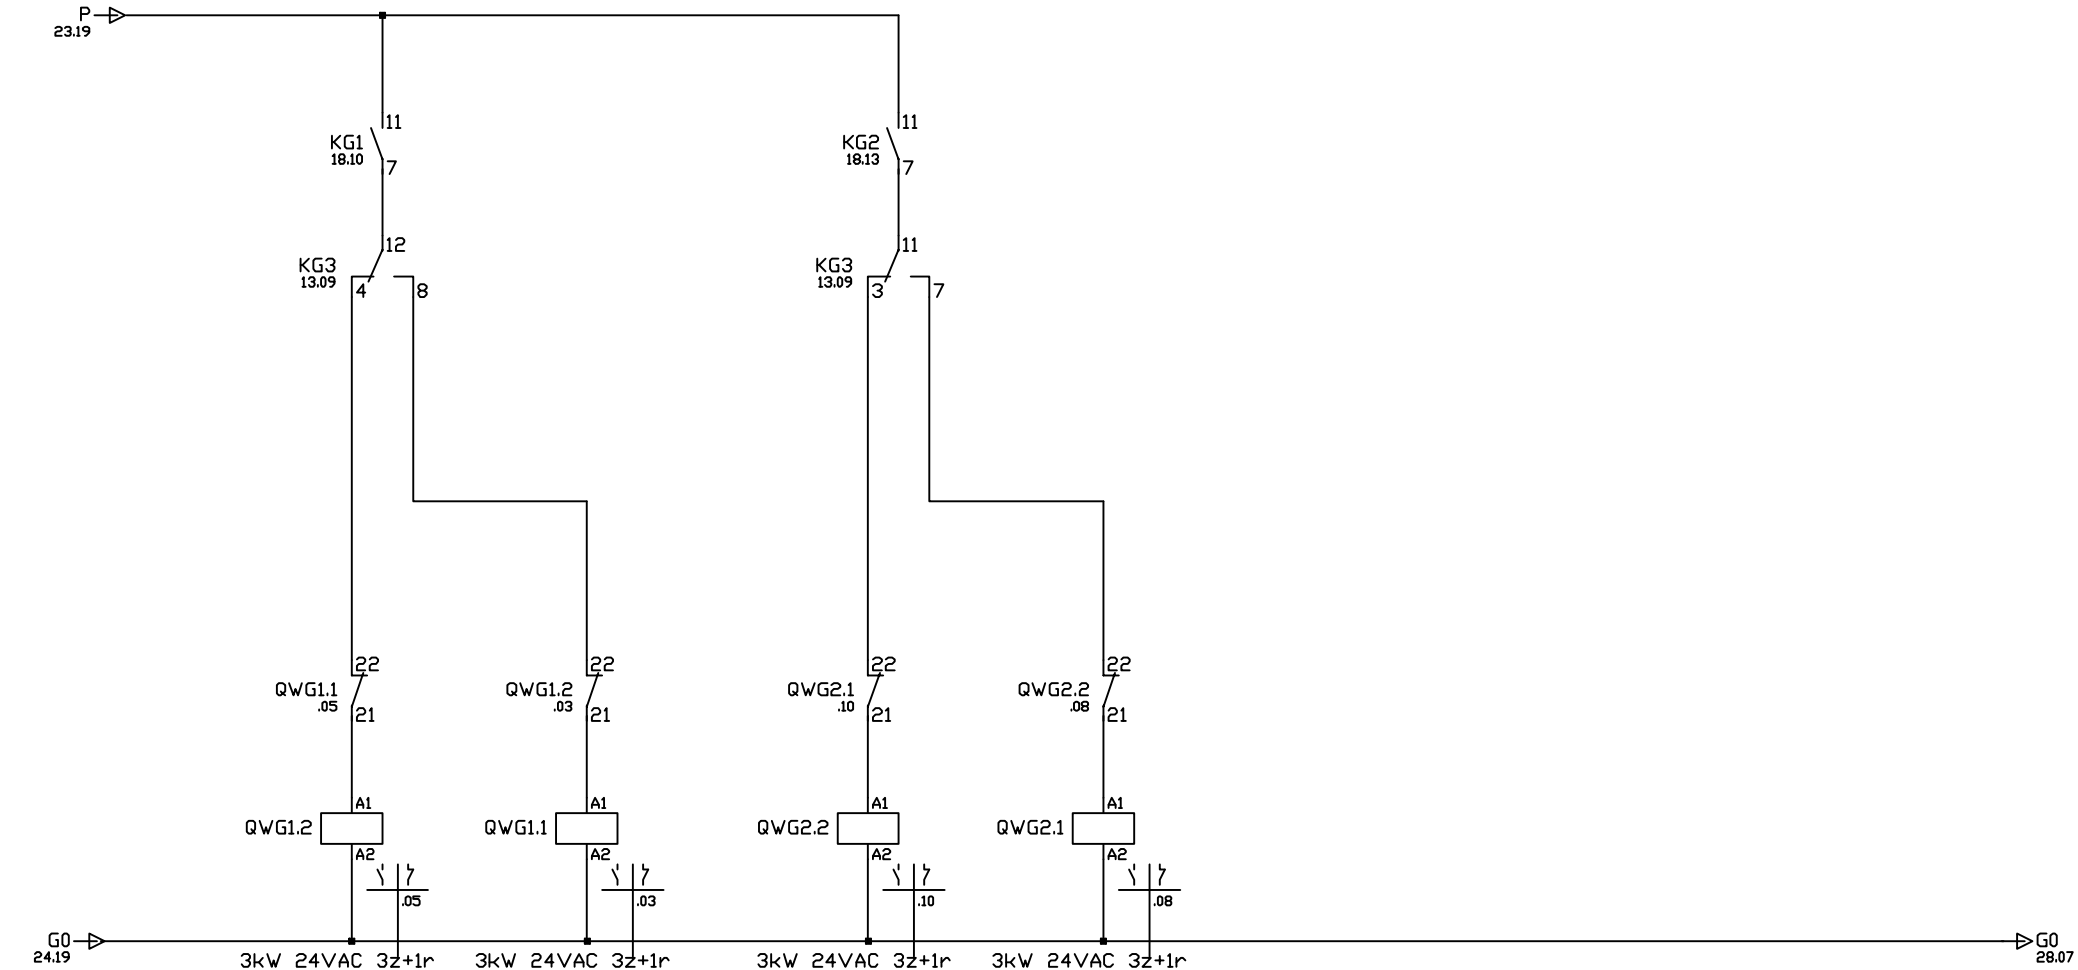 P
23.19
11
KG1
18.10
7
11
KG2
18.13
7
12
KG3
13.09
4
8
11
KG3
13.09
3
7
22
QWG1.1
.05
21
22
QWG1.2
.03
21
22
QWG2.1
.10
21
22
QWG2.2
.08
21
A1
QWG1.2
A2
.05
A1
QWG1.1
A2
.03
A1
QWG2.2
A2
.10
A1
QWG2.1
A2
.08
G0
24.19
G0
28.07
3kW 24VAC 3z+1r
3kW 24VAC 3z+1r
3kW 24VAC 3z+1r
3kW 24VAC 3z+1r